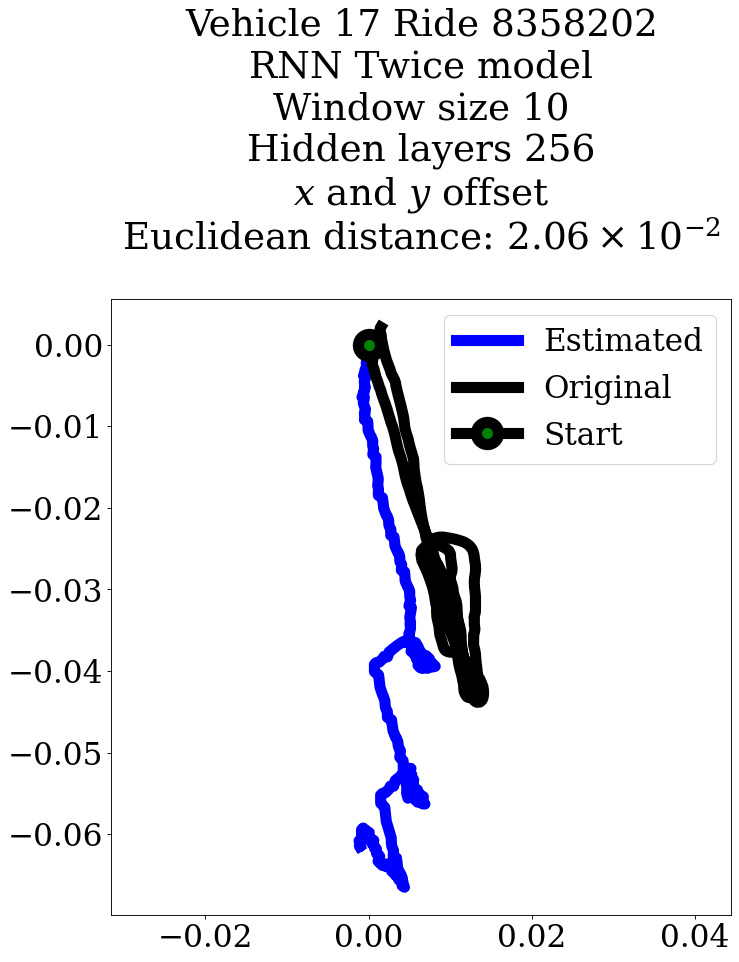 Vehicle 17 Ride 8358202
RNN Twice model
Window size 10
Hidden layers 256
x and y offset
Euclidean distance: 2.06 × 10⁻²
Estimated
Original
Start
0.00
−0.01
−0.02
−0.03
−0.04
−0.05
−0.06
−0.02 0.00 0.02 0.04